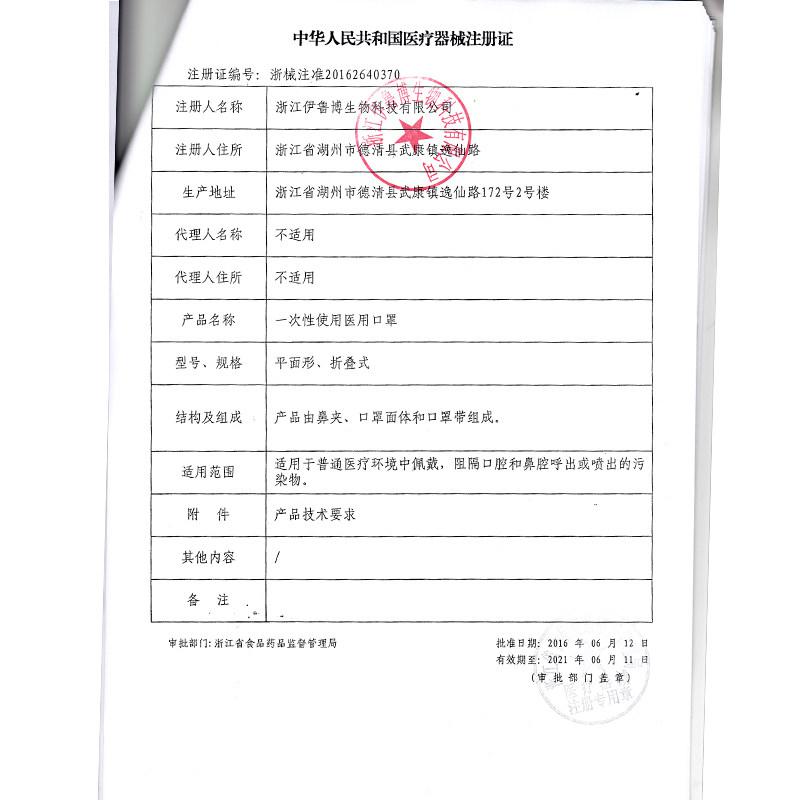 中华人民共和国医疗器械注册证
注册证编号：浙械注准20162640370
注册人名称 浙江伊鲁博生物科技有限公司
注册人住所 浙江省湖州市德清县武康镇逸仙路
生产地址 浙江省湖州市德清县武康镇逸仙路172号2号楼
代理人名称 不适用
代理人住所 不适用
产品名称 一次性使用医用口罩
型号、规格 平面形、折叠式
结构及组成 产品由鼻夹、口罩面体和口罩带组成。
适用范围 适用于普通医疗环境中佩戴，阻隔口腔和鼻腔呼出或喷出的污
染物。
附 件 产品技术要求
其他内容 /
备 注
审批部门：浙江省食品药品监督管理局
批准日期：2016 年 06 月 12 日
有效期至：2021 年 06 月 11 日
（审批部门盖章）
浙江伊鲁博生物科技有限公司
注册专用章